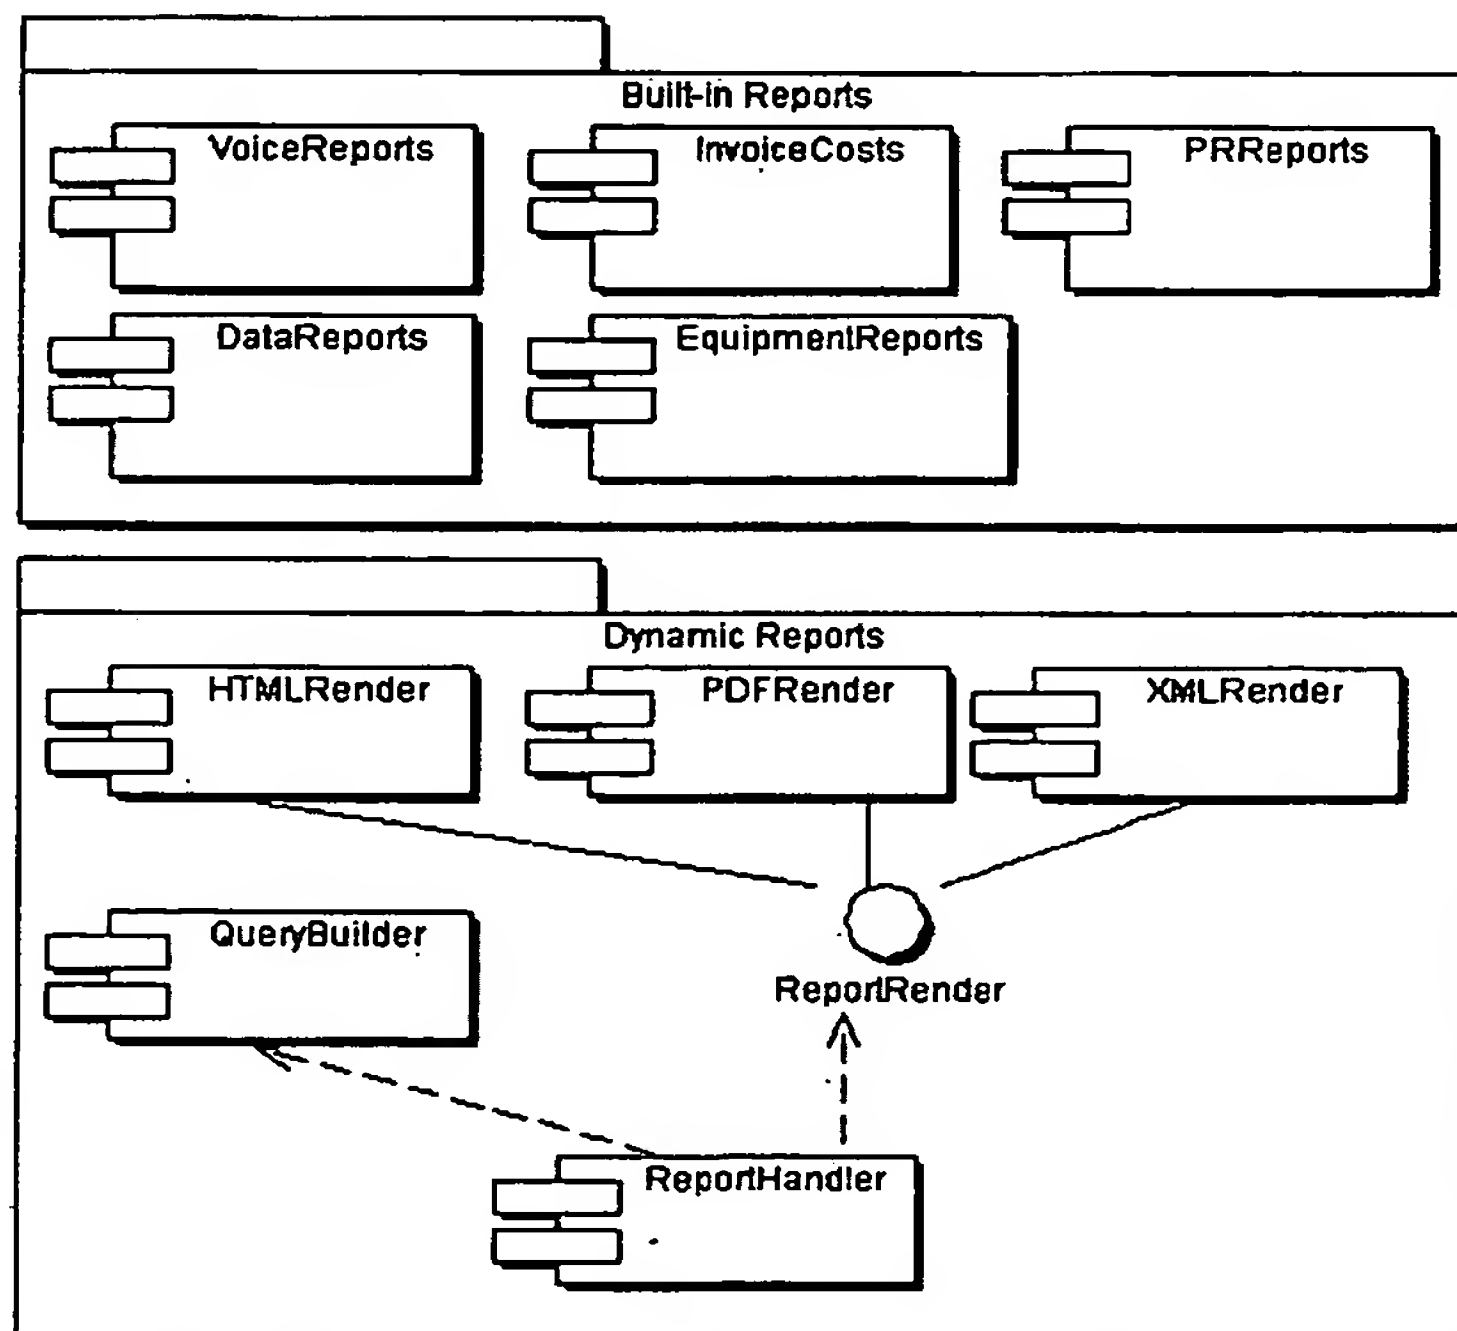 Built-in Reports
VoiceReports
InvoiceCosts
PRReports
DataReports
EquipmentReports
Dynamic Reports
HTMLRender
PDFRender
XMLRender
QueryBuilder
ReportRender
ReportHandler